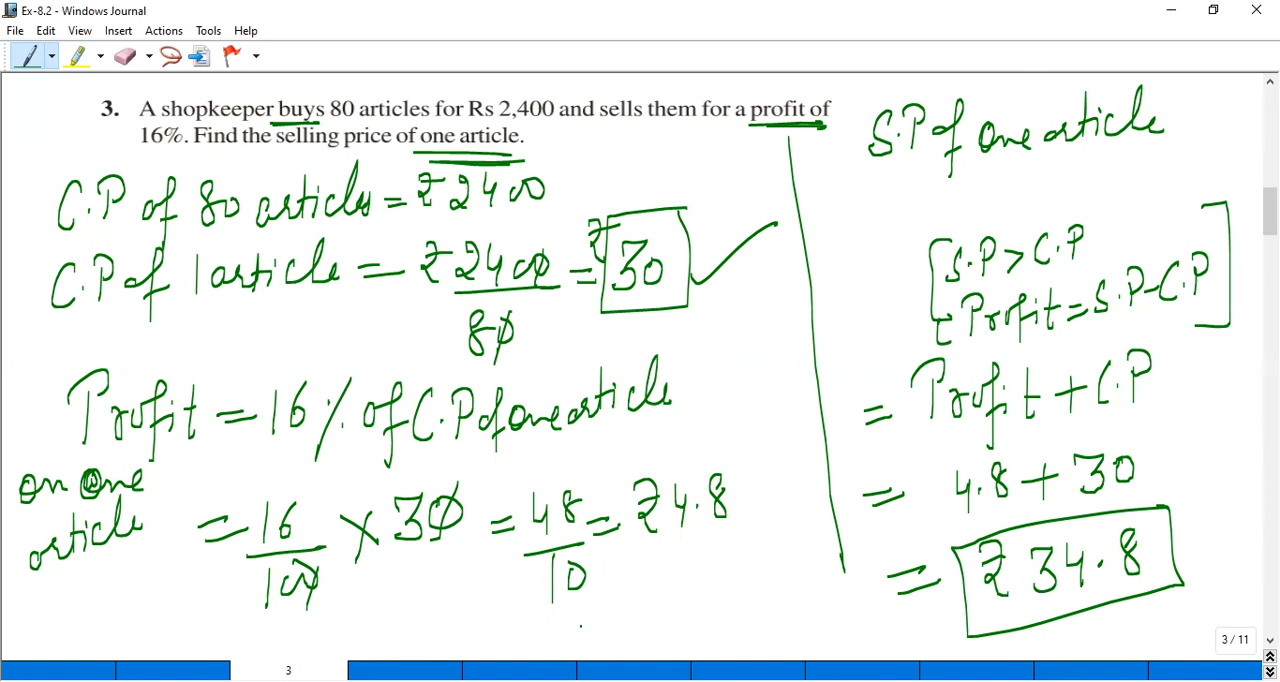 Ex-8.2 - Windows Journal
File Edit View Insert Actions Tools Help
3. A shopkeeper buys 80 articles for Rs 2,400 and sells them for a profit of
16%. Find the selling price of one article.
C.P of 80 articles = ₹ 2400
C.P of 1 article = ₹ 2400/80 = ₹ 30
Profit = 16% of C.P of one article
on one
article
= 16/100 × 30 = 48/10 = ₹ 4.8
S.P of one article
[S.P > C.P
Profit = S.P - C.P]
= Profit + C.P
= 4.8 + 30
= ₹ 34.8
3 / 11
3